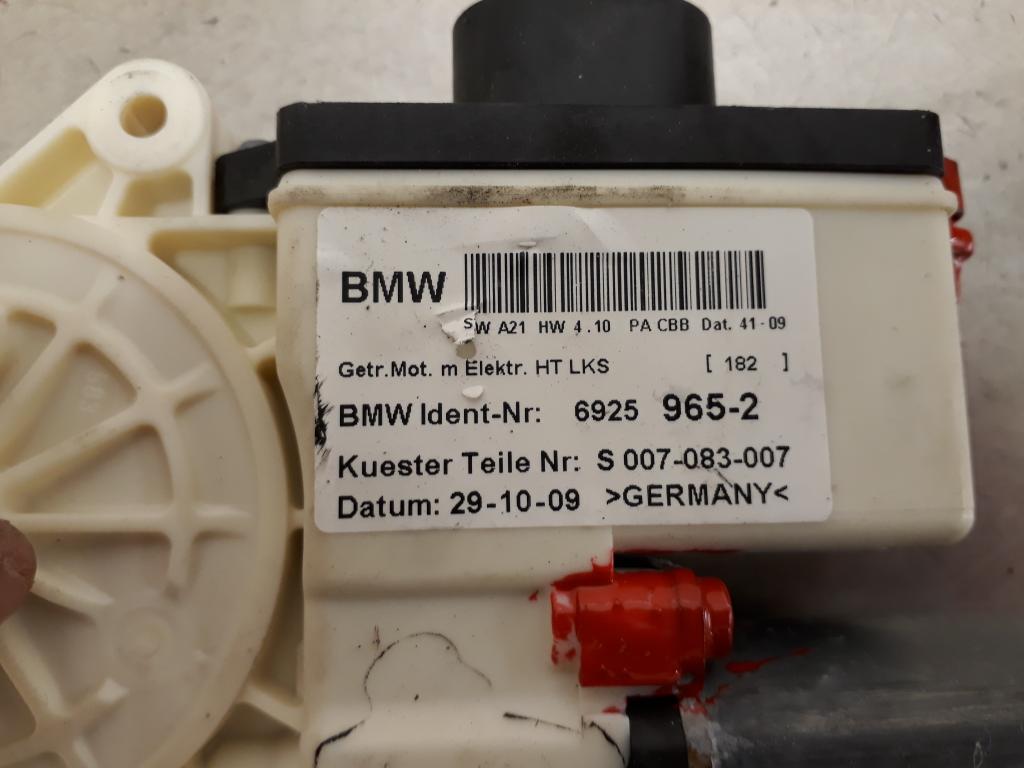 BMW
SW A21 HW 4.10 PA CBB Dat. 41-09
Getr.Mot. m Elektr. HT LKS [ 182 ]
BMW Ident-Nr: 6925 965-2
Kuester Teile Nr: S 007-083-007
Datum: 29-10-09 >GERMANY<